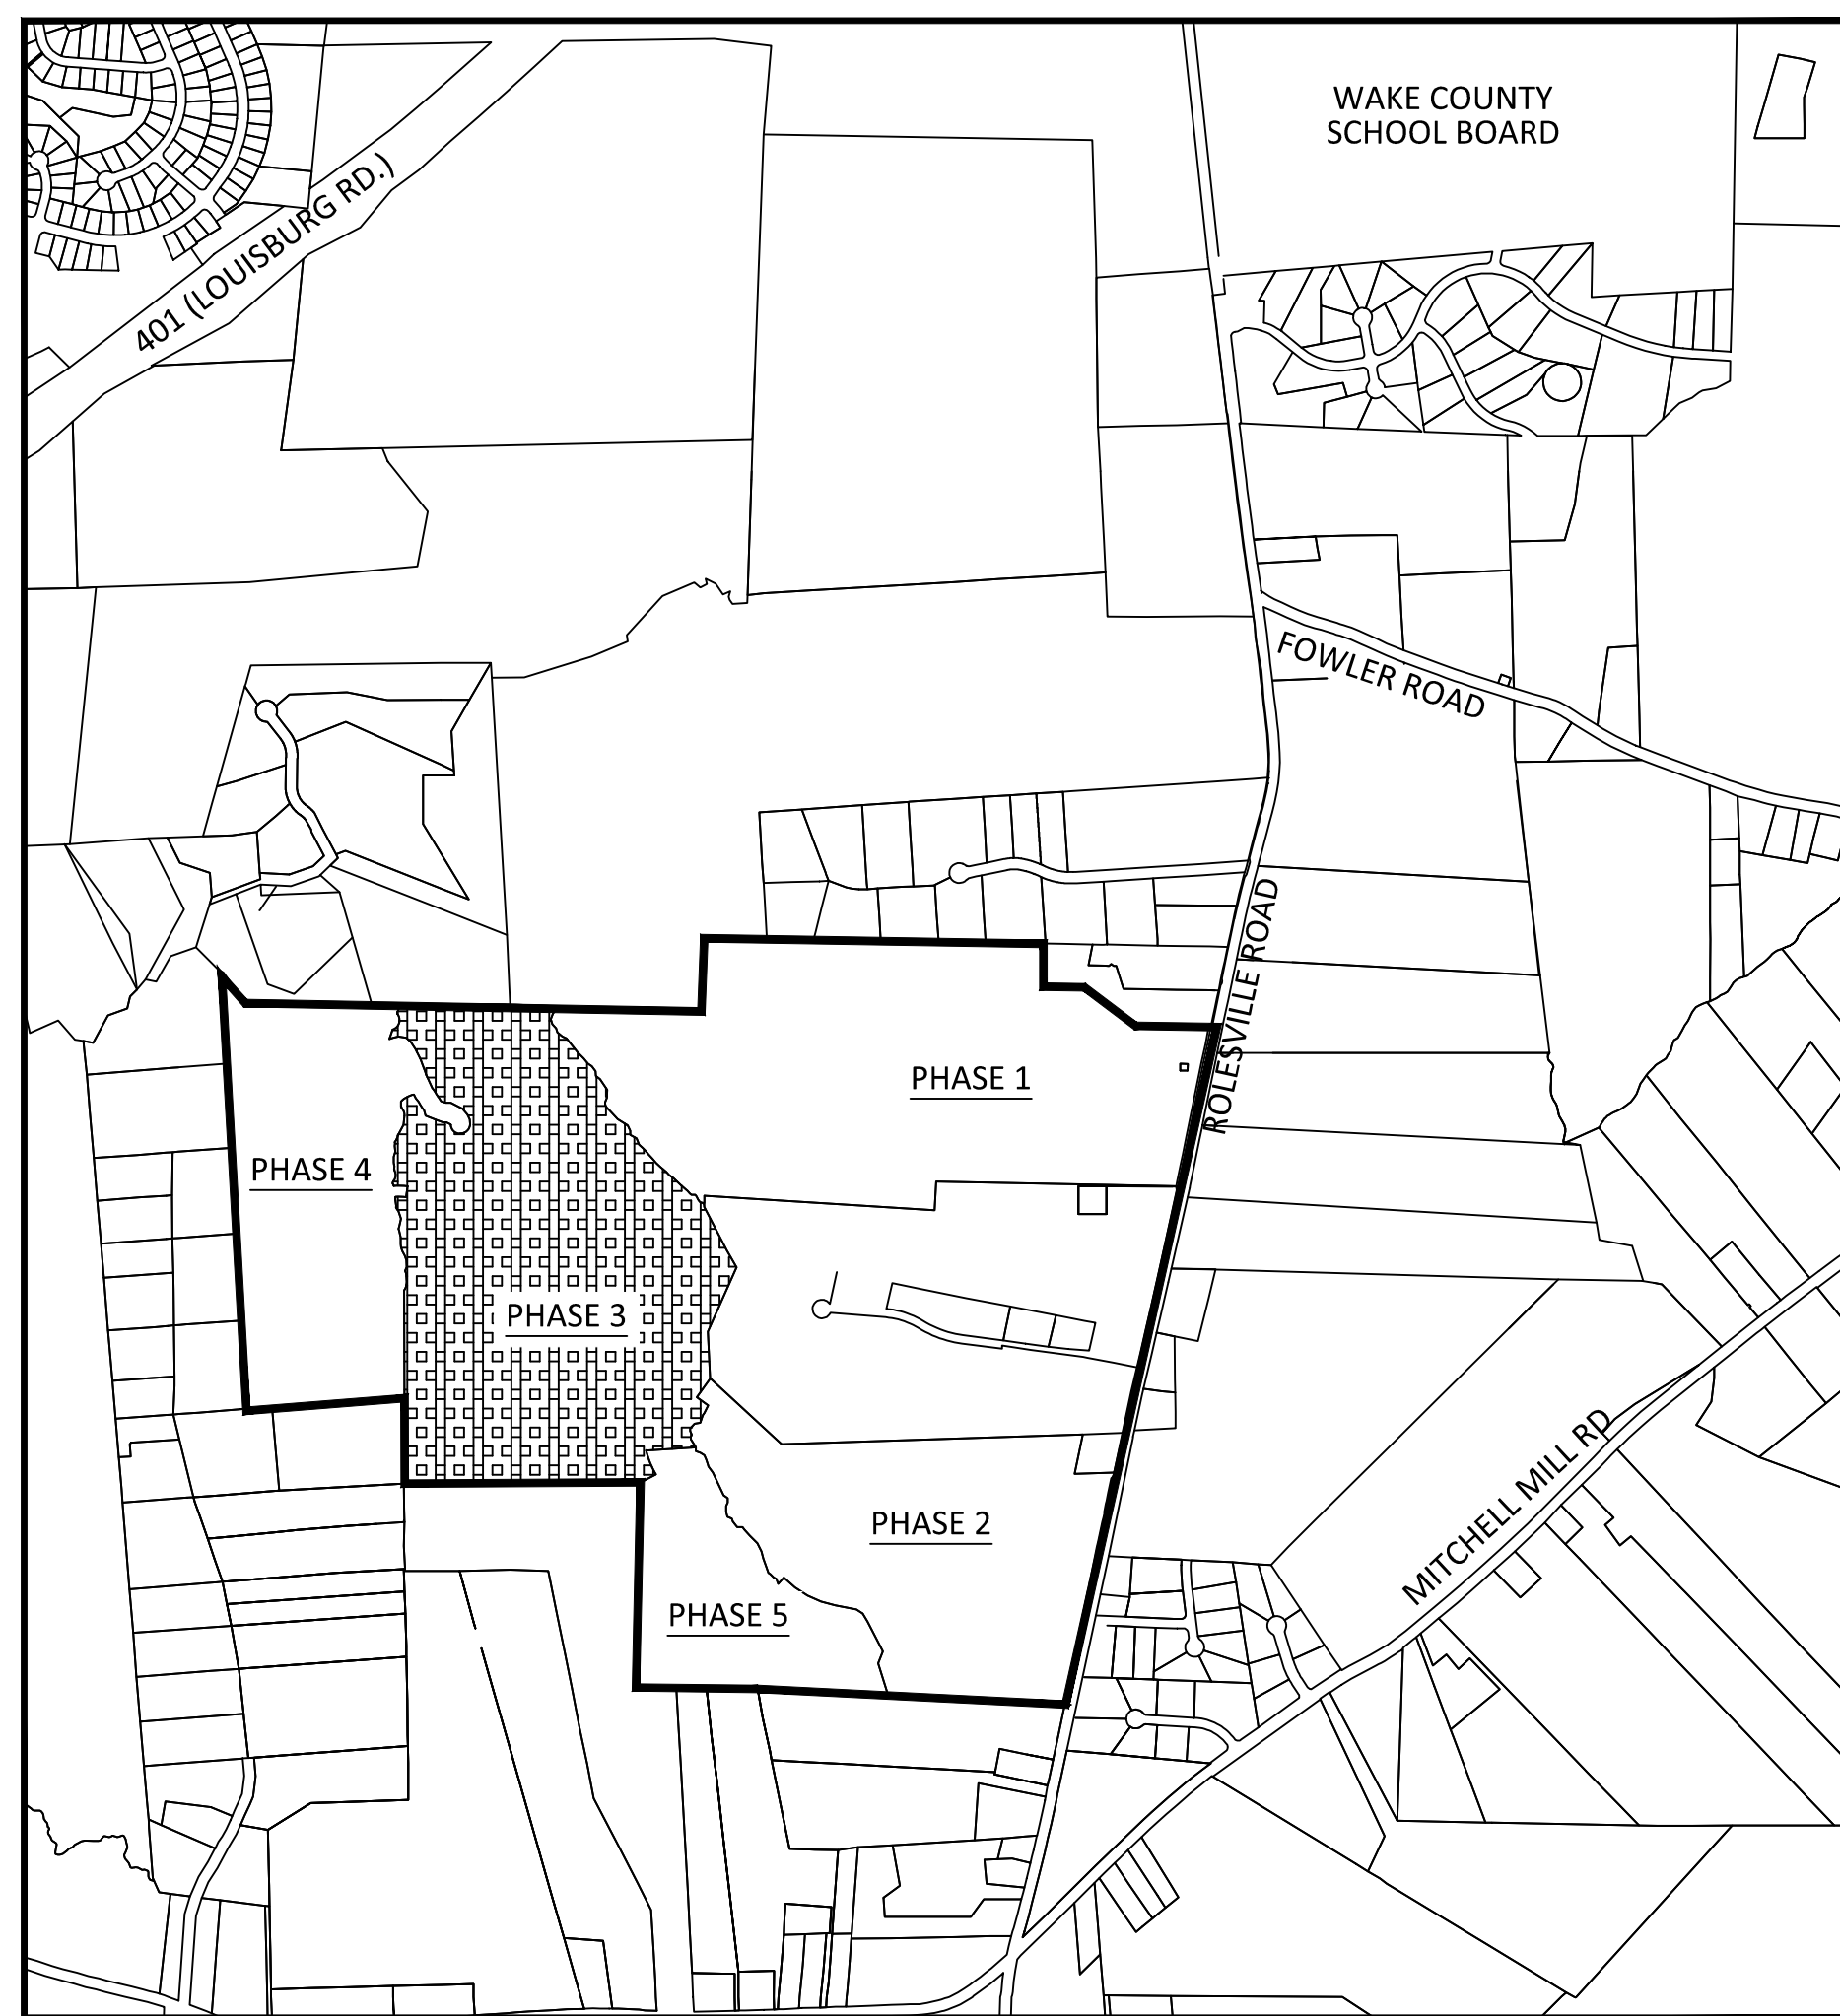 WAKE COUNTY
SCHOOL BOARD
401 (LOUISBURG RD.)
FOWLER ROAD
ROLESVILLE ROAD
PHASE 1
PHASE 4
PHASE 3
MITCHELL MILL RD
PHASE 2
PHASE 5